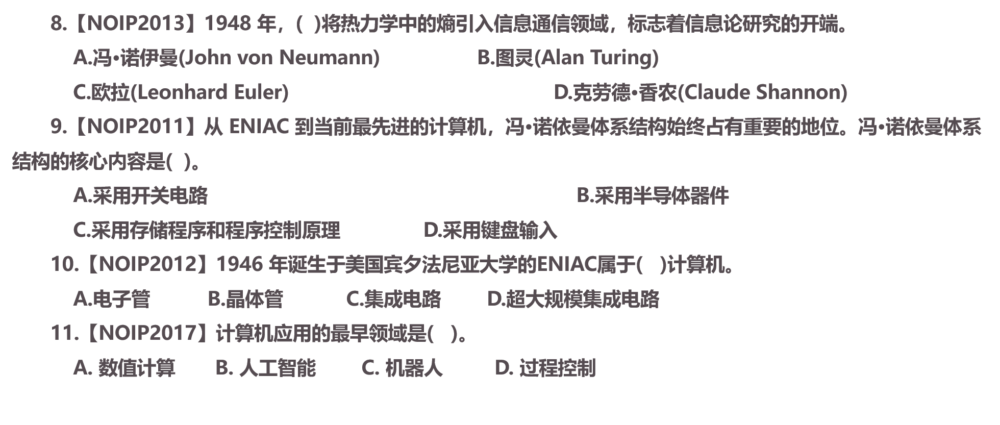 8.【NOIP2013】1948 年，(  )将热力学中的熵引入信息通信领域，标志着信息论研究的开端。
A.冯•诺伊曼(John von Neumann) B.图灵(Alan Turing)
C.欧拉(Leonhard Euler) D.克劳德•香农(Claude Shannon)
9.【NOIP2011】从 ENIAC 到当前最先进的计算机，冯•诺依曼体系结构始终占有重要的地位。冯•诺依曼体系
结构的核心内容是(  )。
A.采用开关电路 B.采用半导体器件
C.采用存储程序和程序控制原理 D.采用键盘输入
10.【NOIP2012】1946 年诞生于美国宾夕法尼亚大学的ENIAC属于(   )计算机。
A.电子管 B.晶体管 C.集成电路 D.超大规模集成电路
11.【NOIP2017】计算机应用的最早领域是(   )。
A. 数值计算 B. 人工智能 C. 机器人 D. 过程控制